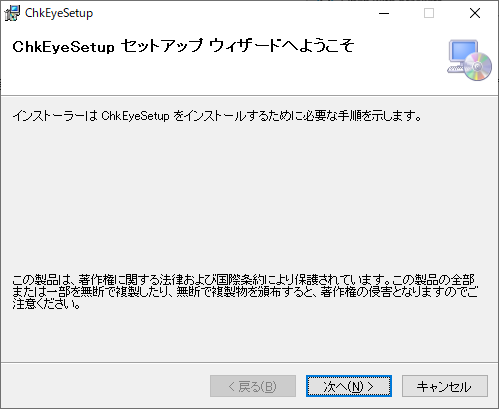 ChkEyeSetup
ChkEyeSetup セットアップ ウィザードへようこそ
インストーラーは ChkEyeSetup をインストールするために必要な手順を示します。
この製品は、著作権に関する法律および国際条約により保護されています。この製品の全部
または一部を無断で複製したり、無断で複製物を頒布すると、著作権の侵害となりますのでご
注意ください。
< 戻る(B)
次へ(N) >
キャンセル